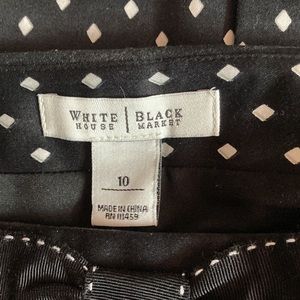 WHITE | BLACK
HOUSE | MARKET
10
MADE IN CHINA
RN 111459